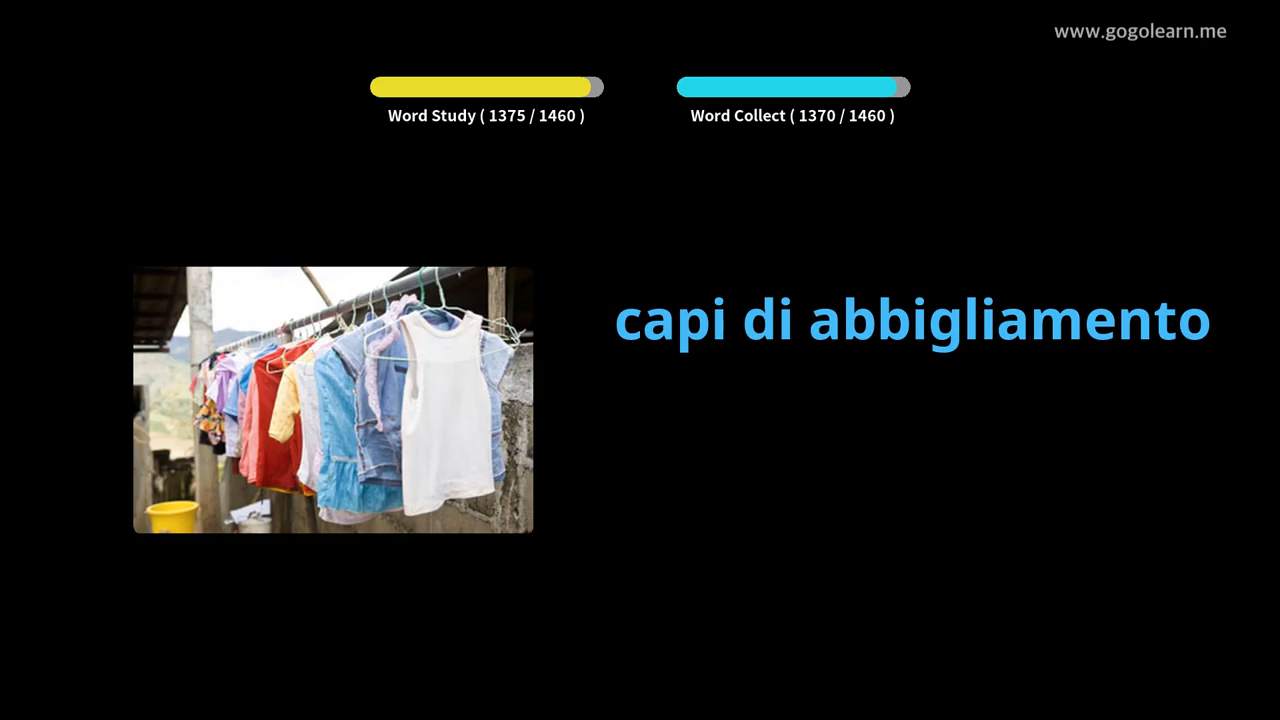 www.gogolearn.me
Word Study ( 1375 / 1460 )
Word Collect ( 1370 / 1460 )
capi di abbigliamento